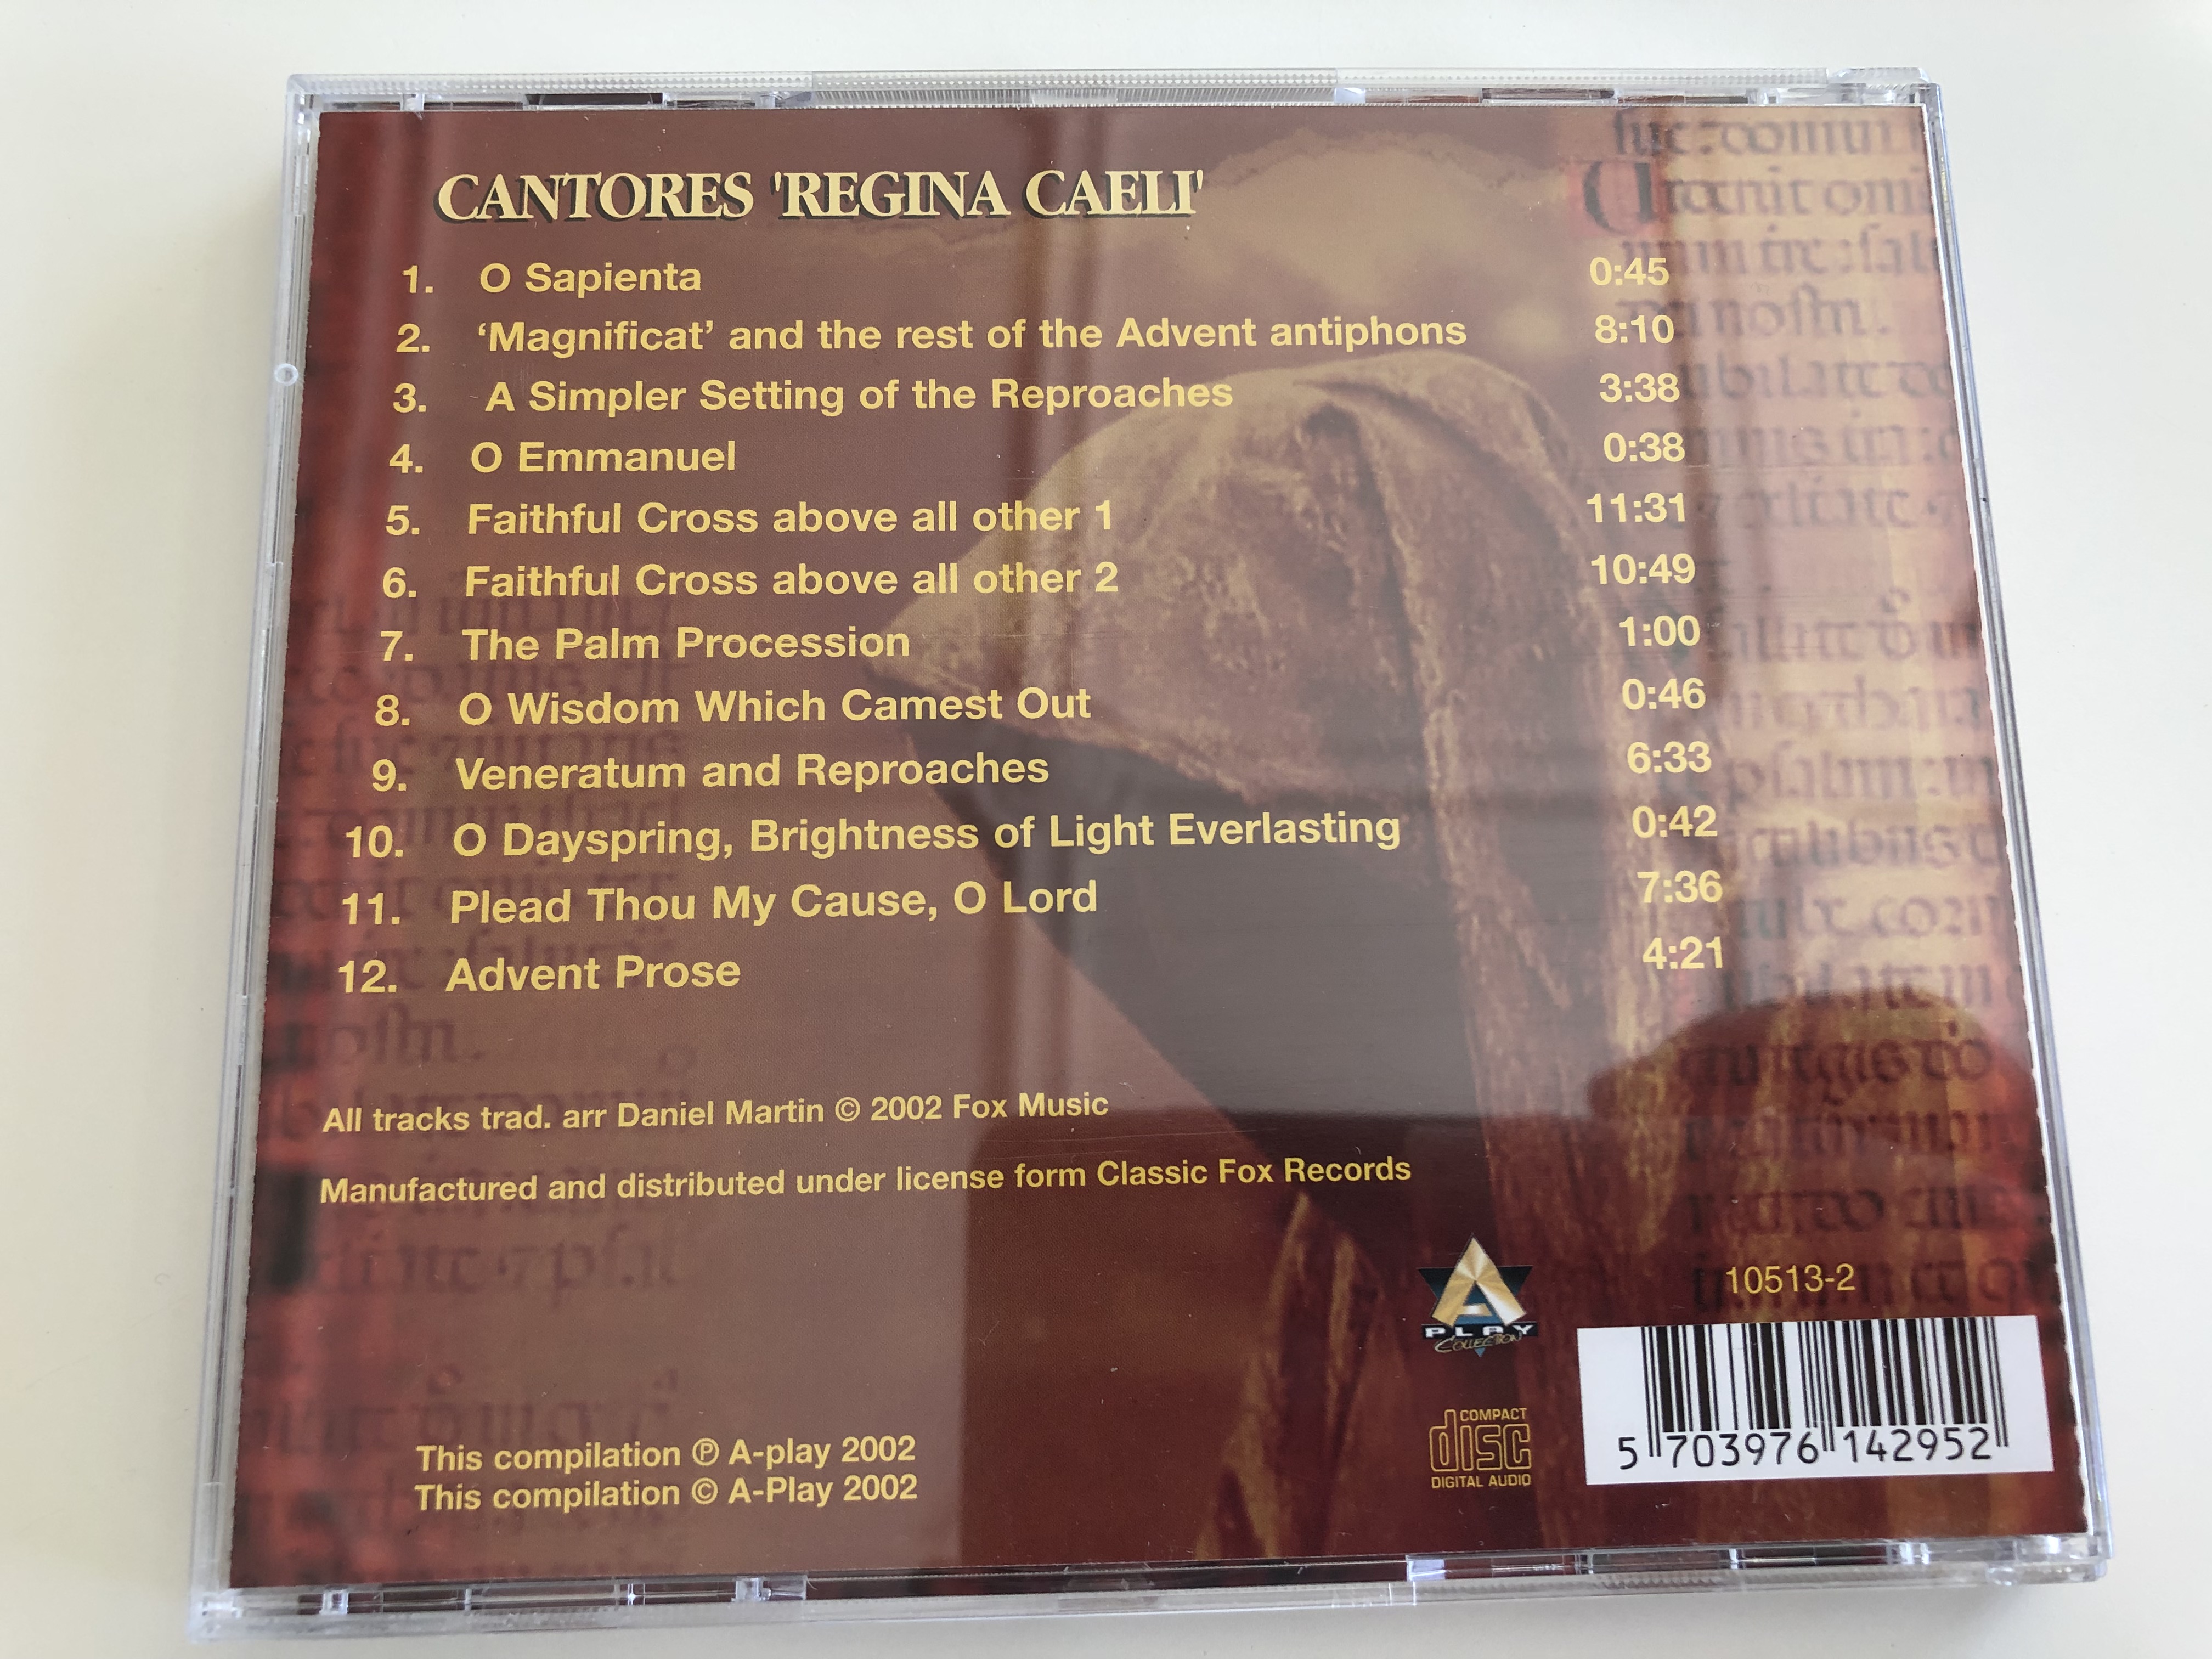 CANTORES 'REGINA CAELI'
1. O Sapienta 0:45
2. ‘Magnificat’ and the rest of the Advent antiphons 8:10
3. A Simpler Setting of the Reproaches 3:38
4. O Emmanuel 0:38
5. Faithful Cross above all other 1 11:31
6. Faithful Cross above all other 2 10:49
7. The Palm Procession 1:00
8. O Wisdom Which Camest Out 0:46
9. Veneratum and Reproaches 6:33
10. O Dayspring, Brightness of Light Everlasting 0:42
11. Plead Thou My Cause, O Lord 7:36
12. Advent Prose 4:21
All tracks trad. arr Daniel Martin © 2002 Fox Music
Manufactured and distributed under license form Classic Fox Records
10513-2
A
PLAY
COLLECTION
COMPACT
disc
DIGITAL AUDIO
5 703976 142952
This compilation ℗ A-play 2002
This compilation © A-Play 2002